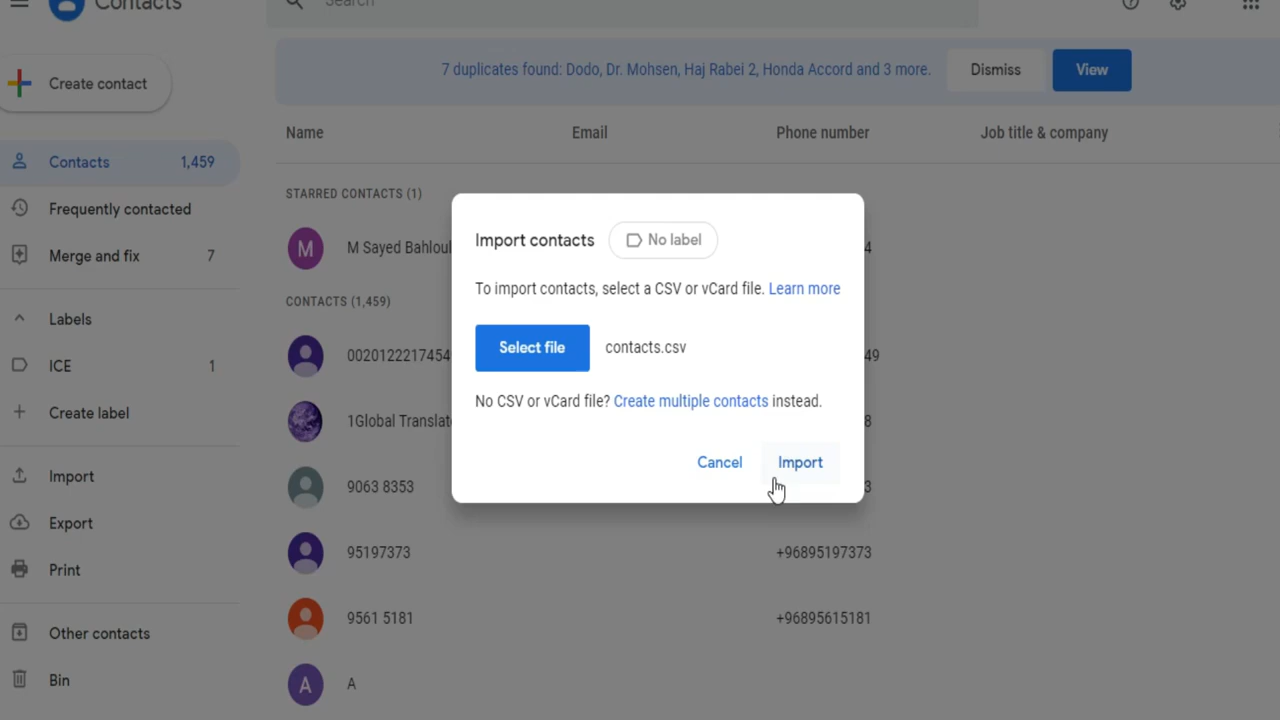 Contacts
Search
Create contact
7 duplicates found: Dodo, Dr. Mohsen, Haj Rabei 2, Honda Accord and 3 more.
Dismiss
View
Name
Email
Phone number
Job title & company
Contacts 1,459
Frequently contacted
Merge and fix 7
Labels
ICE 1
Create label
Import
Export
Print
Other contacts
Bin
STARRED CONTACTS (1)
M
M Sayed Bahloul
4
CONTACTS (1,459)
0020122217454
49
1Global Translat
8
9063 8353
3
95197373
+96895197373
9561 5181
+96895615181
A
A
Import contacts
No label
To import contacts, select a CSV or vCard file. Learn more
Select file
contacts.csv
No CSV or vCard file? Create multiple contacts instead.
Cancel
Import